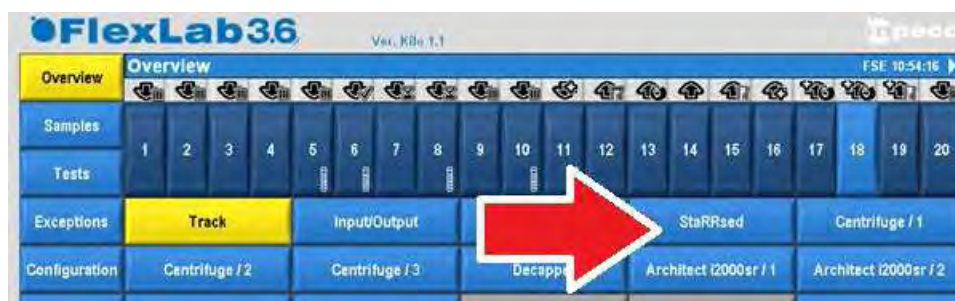 FlexLab3.6
Ver. Kilo 1.1
Inpeco
Overview
Overview
FSE 10:54:16
Samples
Tests
1 2 3 4 5 6 7 8 9 10 11 12 13 14 15 16 17 18 19 20
Exceptions
Track
Input/Output
StaRRsed
Centrifuge / 1
Configuration
Centrifuge / 2
Centrifuge / 3
Decappe
Architect i2000sr / 1
Architect i2000sr / 2